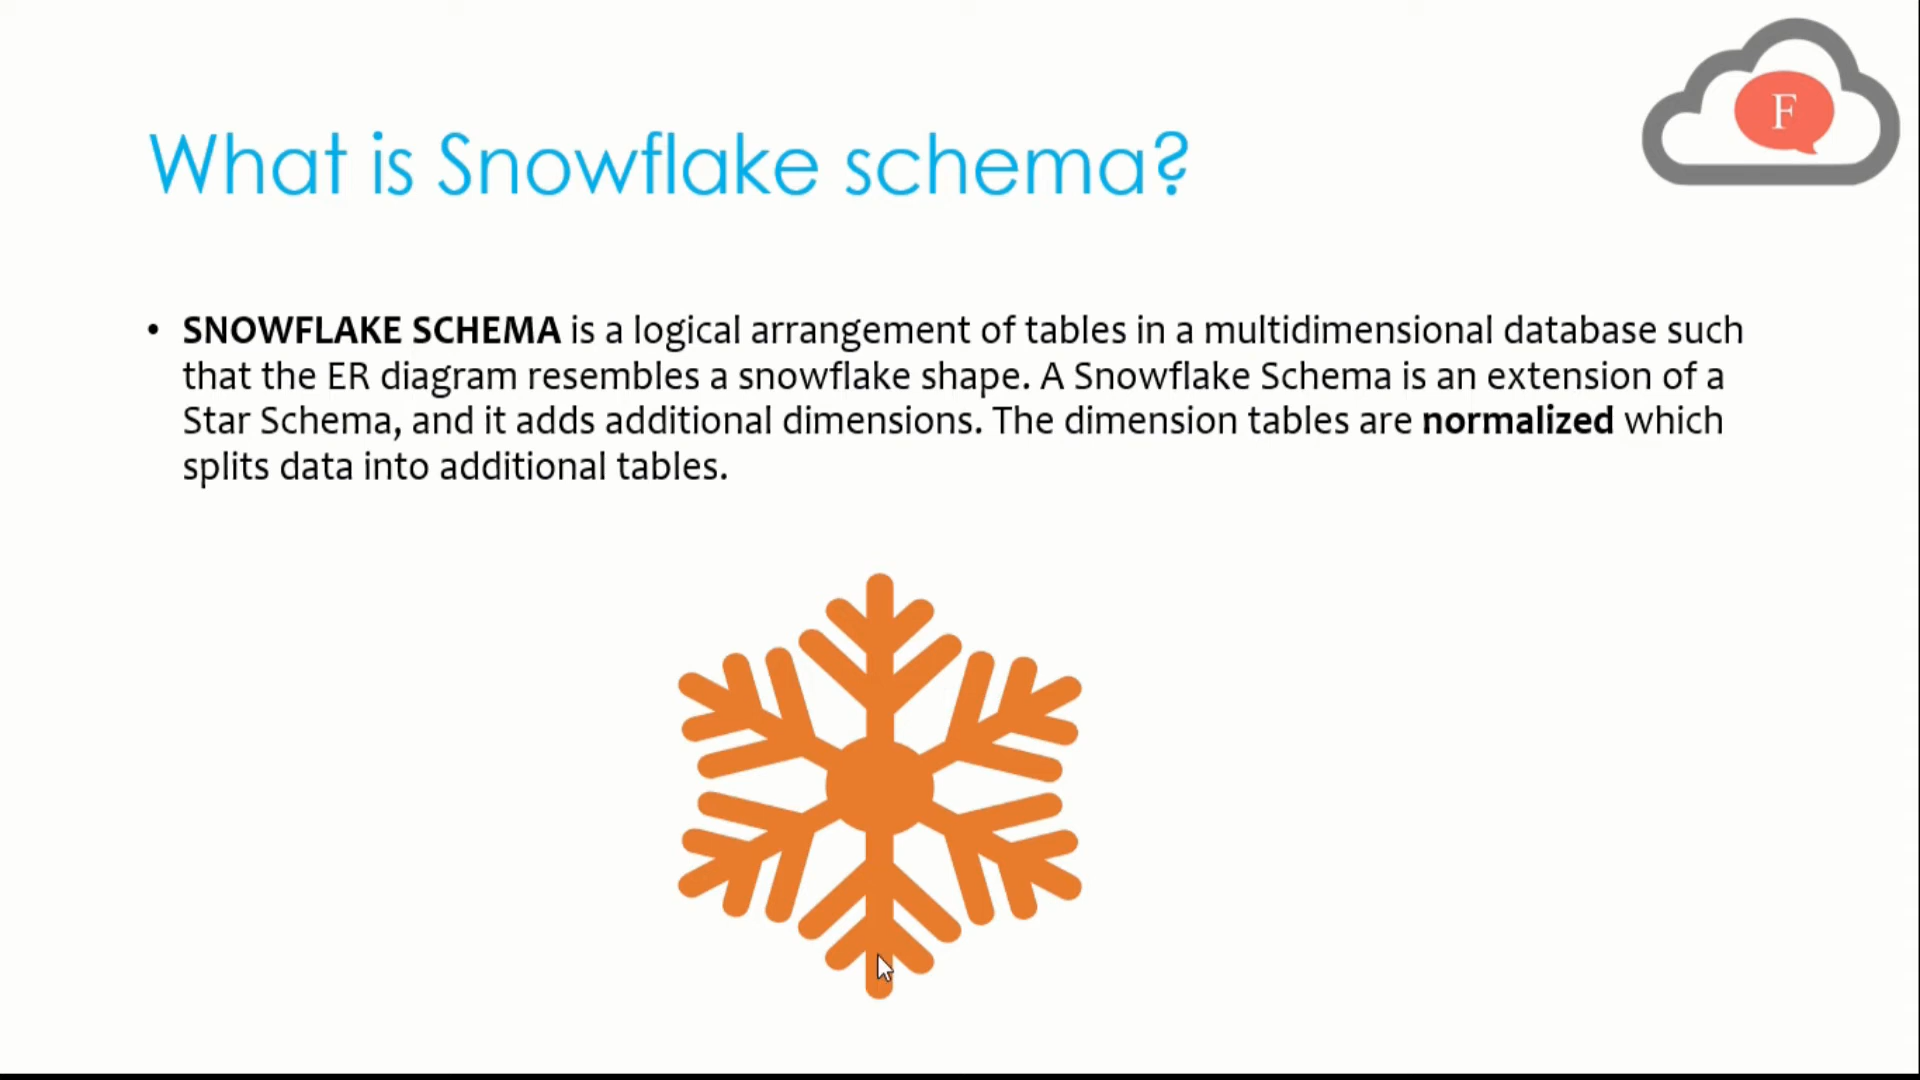 F
What is Snowflake schema?
• SNOWFLAKE SCHEMA is a logical arrangement of tables in a multidimensional database such
that the ER diagram resembles a snowflake shape. A Snowflake Schema is an extension of a
Star Schema, and it adds additional dimensions. The dimension tables are normalized which
splits data into additional tables.